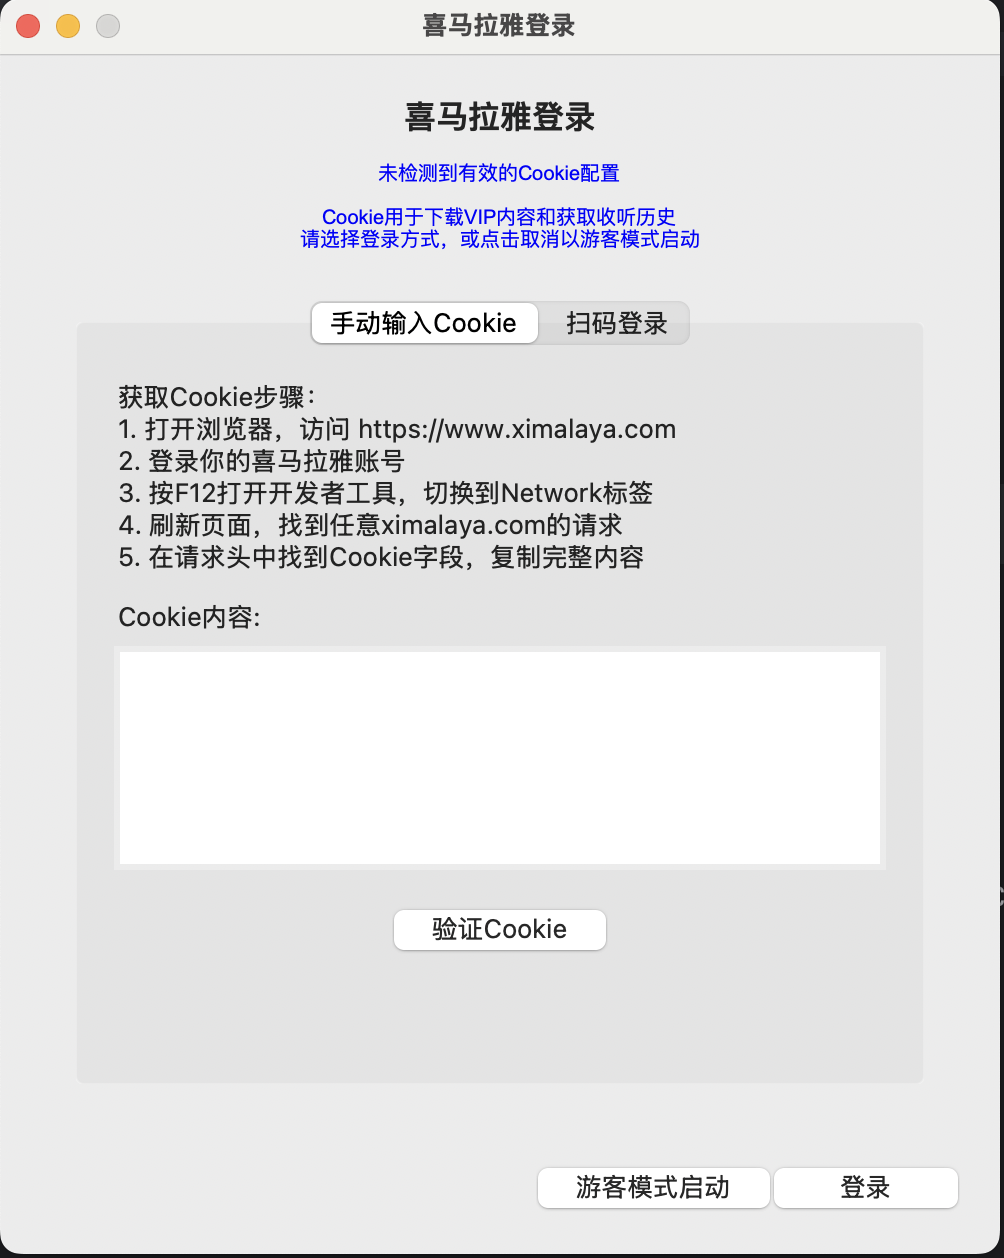 喜马拉雅登录
喜马拉雅登录
未检测到有效的Cookie配置
Cookie用于下载VIP内容和获取收听历史
请选择登录方式，或点击取消以游客模式启动
手动输入Cookie 扫码登录
获取Cookie步骤：
1. 打开浏览器，访问 https://www.ximalaya.com
2. 登录你的喜马拉雅账号
3. 按F12打开开发者工具，切换到Network标签
4. 刷新页面，找到任意ximalaya.com的请求
5. 在请求头中找到Cookie字段，复制完整内容
Cookie内容:
验证Cookie
游客模式启动 登录